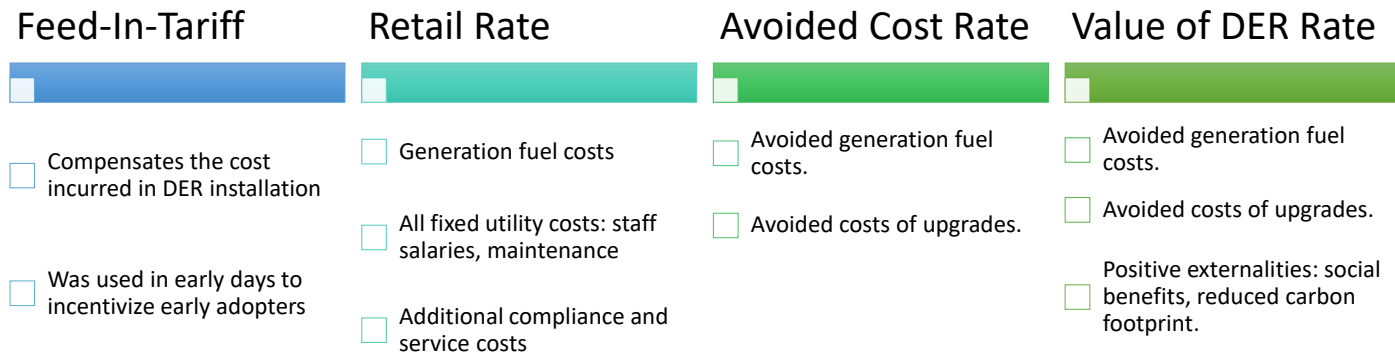 Feed-In-Tariff
Compensates the cost
incurred in DER installation
Was used in early days to
incentivize early adopters
Retail Rate
Generation fuel costs
All fixed utility costs: staff
salaries, maintenance
Additional compliance and
service costs
Avoided Cost Rate
Avoided generation fuel
costs.
Avoided costs of upgrades.
Value of DER Rate
Avoided generation fuel
costs.
Avoided costs of upgrades.
Positive externalities: social
benefits, reduced carbon
footprint.